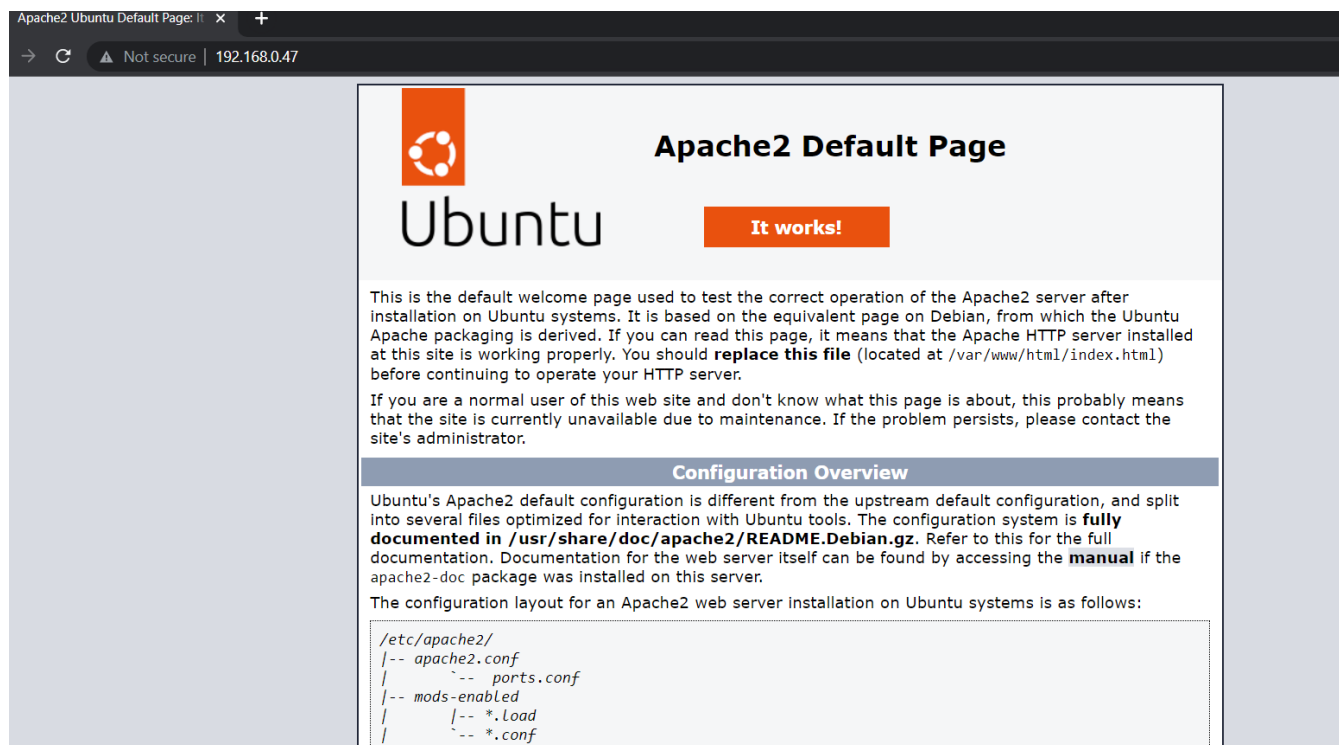 Apache2 Ubuntu Default Page: It
Not secure | 192.168.0.47
Apache2 Default Page
Ubuntu
It works!
This is the default welcome page used to test the correct operation of the Apache2 server after
installation on Ubuntu systems. It is based on the equivalent page on Debian, from which the Ubuntu
Apache packaging is derived. If you can read this page, it means that the Apache HTTP server installed
at this site is working properly. You should replace this file (located at /var/www/html/index.html)
before continuing to operate your HTTP server.
If you are a normal user of this web site and don't know what this page is about, this probably means
that the site is currently unavailable due to maintenance. If the problem persists, please contact the
site's administrator.
Configuration Overview
Ubuntu's Apache2 default configuration is different from the upstream default configuration, and split
into several files optimized for interaction with Ubuntu tools. The configuration system is fully
documented in /usr/share/doc/apache2/README.Debian.gz. Refer to this for the full
documentation. Documentation for the web server itself can be found by accessing the manual if the
apache2-doc package was installed on this server.
The configuration layout for an Apache2 web server installation on Ubuntu systems is as follows:
/etc/apache2/
|-- apache2.conf
|       `--  ports.conf
|-- mods-enabled
|       |-- *.load
|       `-- *.conf